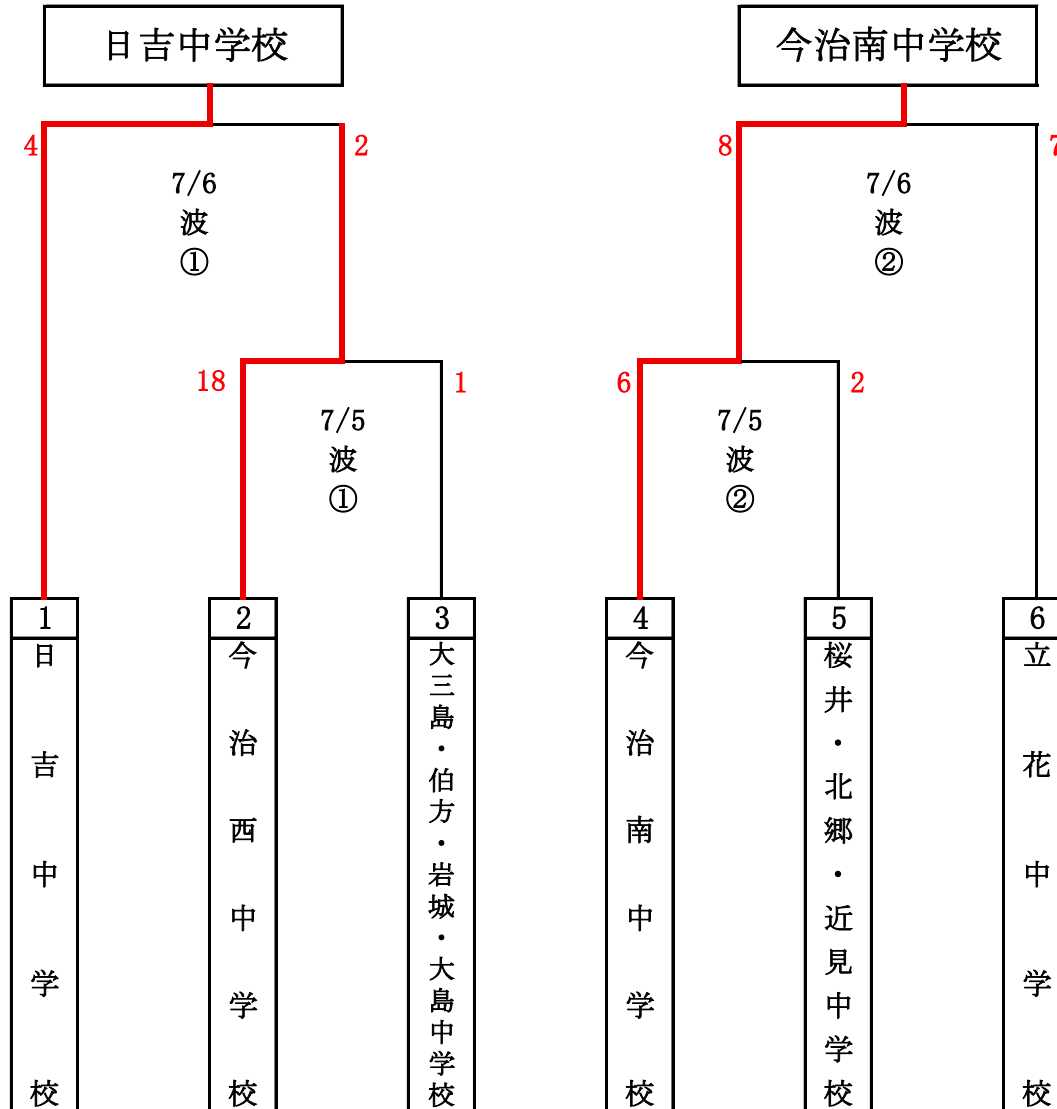 日吉中学校
今治南中学校
4
2
8
7
7/6
波
①
7/6
波
②
18
1
6
2
7/5
波
①
7/5
波
②
1
2
3
4
5
6
日吉中学校
今治西中学校
大三島・伯方・岩城・大島中学校
今治南中学校
桜井・北郷・近見中学校
立花中学校